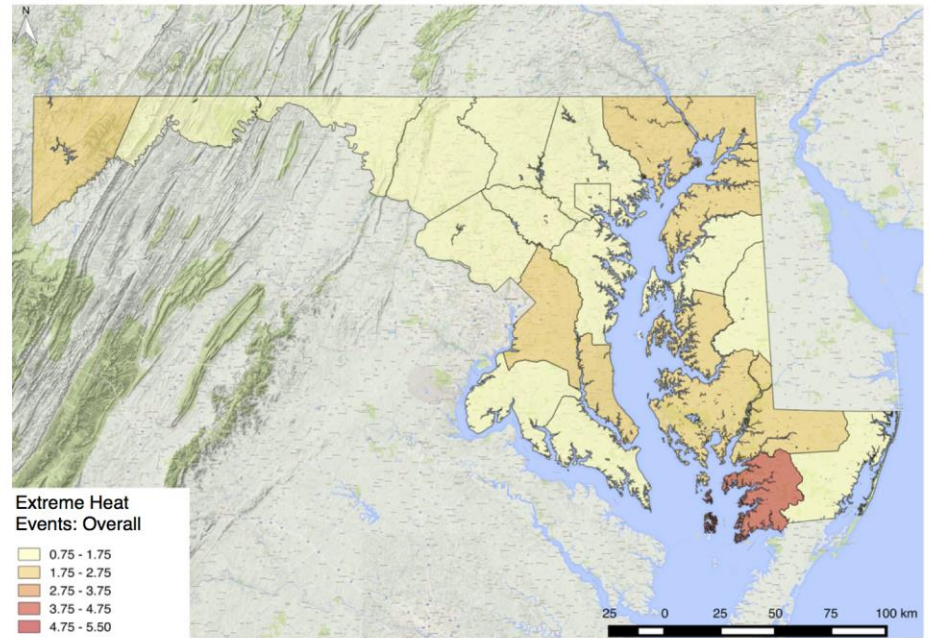 N
Extreme Heat
Events: Overall
0.75 - 1.75
1.75 - 2.75
2.75 - 3.75
3.75 - 4.75
4.75 - 5.50
25 0 25 50 75 100 km